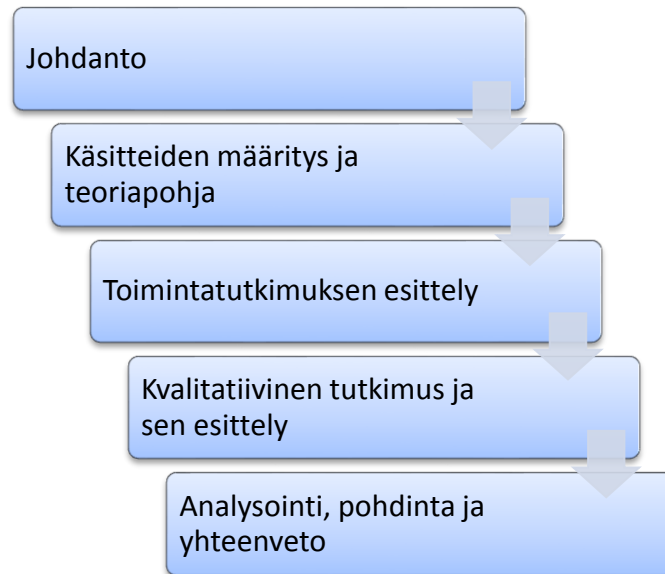 Johdanto
Käsitteiden määritys ja
teoriapohja
Toimintatutkimuksen esittely
Kvalitatiivinen tutkimus ja
sen esittely
Analysointi, pohdinta ja
yhteenveto